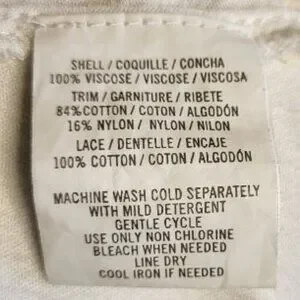 SHELL / COQUILLE / CONCHA
100% VISCOSE / VISCOSE / VISCOSA
TRIM / GARNITURE / RIBETE
84% COTTON / COTON / ALGODÓN
16% NYLON / NYLON / NILON
LACE / DENTELLE / ENCAJE
100% COTTON / COTON / ALGODÓN
MACHINE WASH COLD SEPARATELY
WITH MILD DETERGENT
GENTLE CYCLE
USE ONLY NON CHLORINE
BLEACH WHEN NEEDED
LINE DRY
COOL IRON IF NEEDED